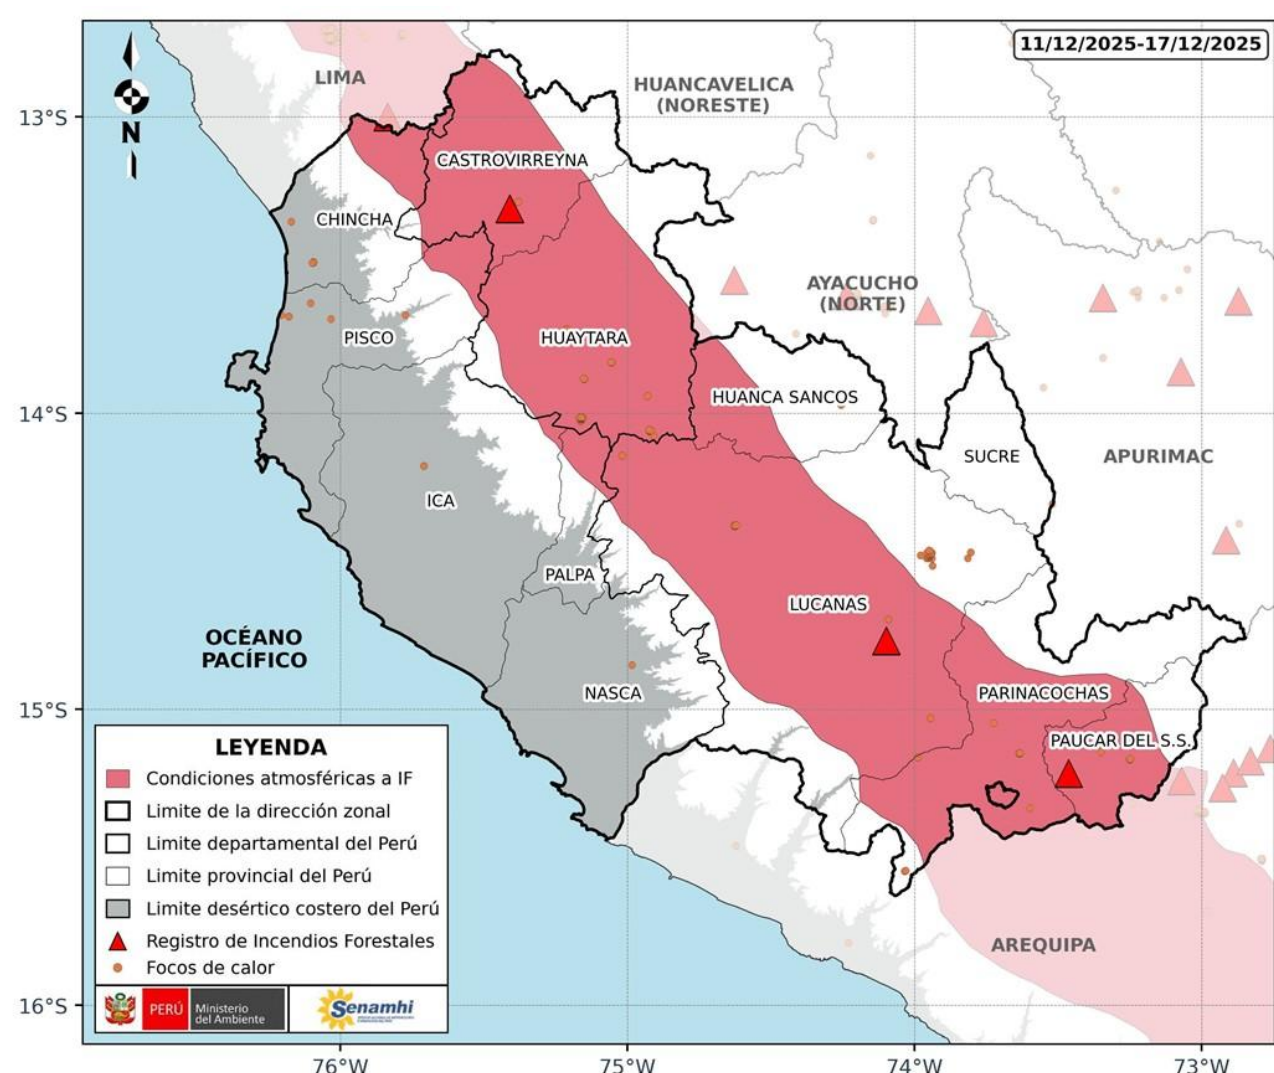 11/12/2025-17/12/2025
LIMA
HUANCAVELICA
(NORESTE)
N
13°S
CASTROVIRREYNA
CHINCHA
AYACUCHO
(NORTE)
PISCO
HUAYTARA
14°S
HUANCA SANCOS
SUCRE
APURIMAC
ICA
PALPA
LUCANAS
OCÉANO
PACÍFICO
NASCA
PARINACOCHAS
15°S
PAUCAR DEL S.S.
LEYENDA
Condiciones atmosféricas a IF
Limite de la dirección zonal
Limite departamental del Perú
Limite provincial del Perú
Limite desértico costero del Perú
Registro de Incendios Forestales
Focos de calor
AREQUIPA
PERÚ
Ministerio
del Ambiente
Senamhi
16°S
76°W
75°W
74°W
73°W